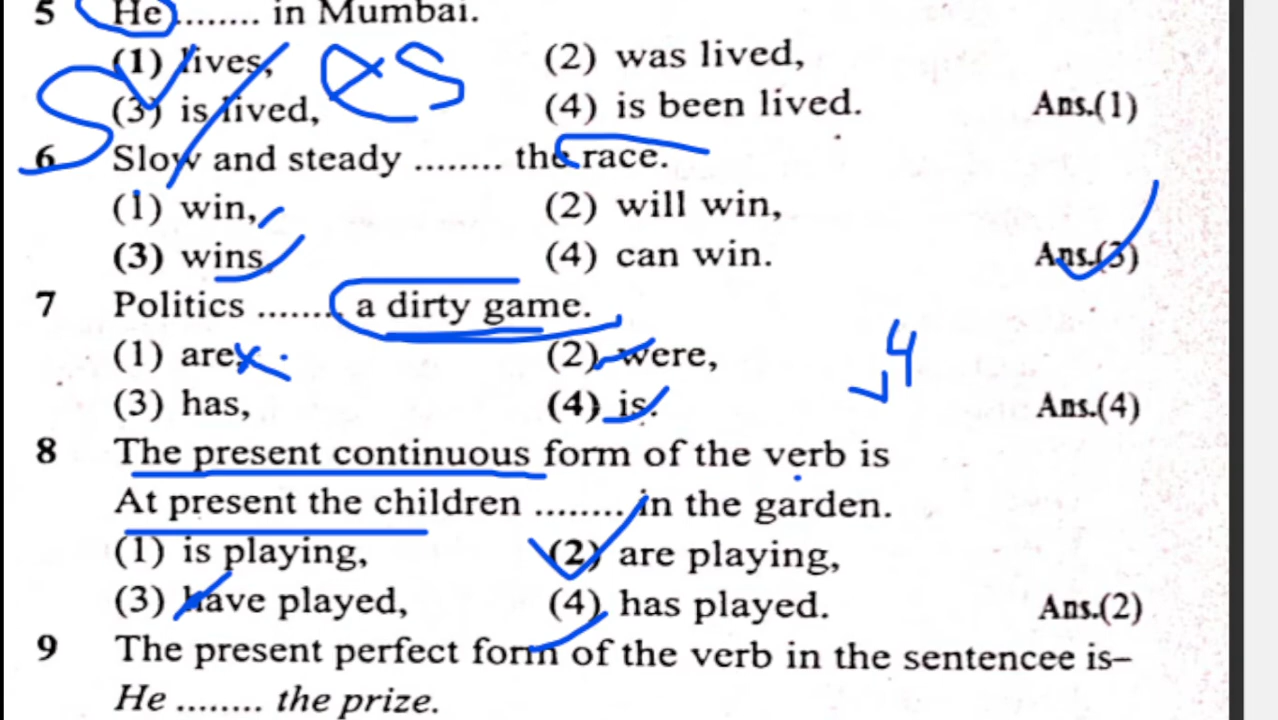 5 He ........ in Mumbai.
(1) lives, (2) was lived,
(3) is lived, (4) is been lived. Ans.(1)
6 Slow and steady ........ the race.
(1) win, (2) will win,
(3) wins, (4) can win. Ans.(3)
7 Politics ........ a dirty game.
(1) are, (2) were,
4
(3) has, (4) is. Ans.(4)
8 The present continuous form of the verb is
At present the children ........ in the garden.
(1) is playing, (2) are playing,
(3) have played, (4) has played. Ans.(2)
9 The present perfect form of the verb in the sentencee is–
He ........ the prize.